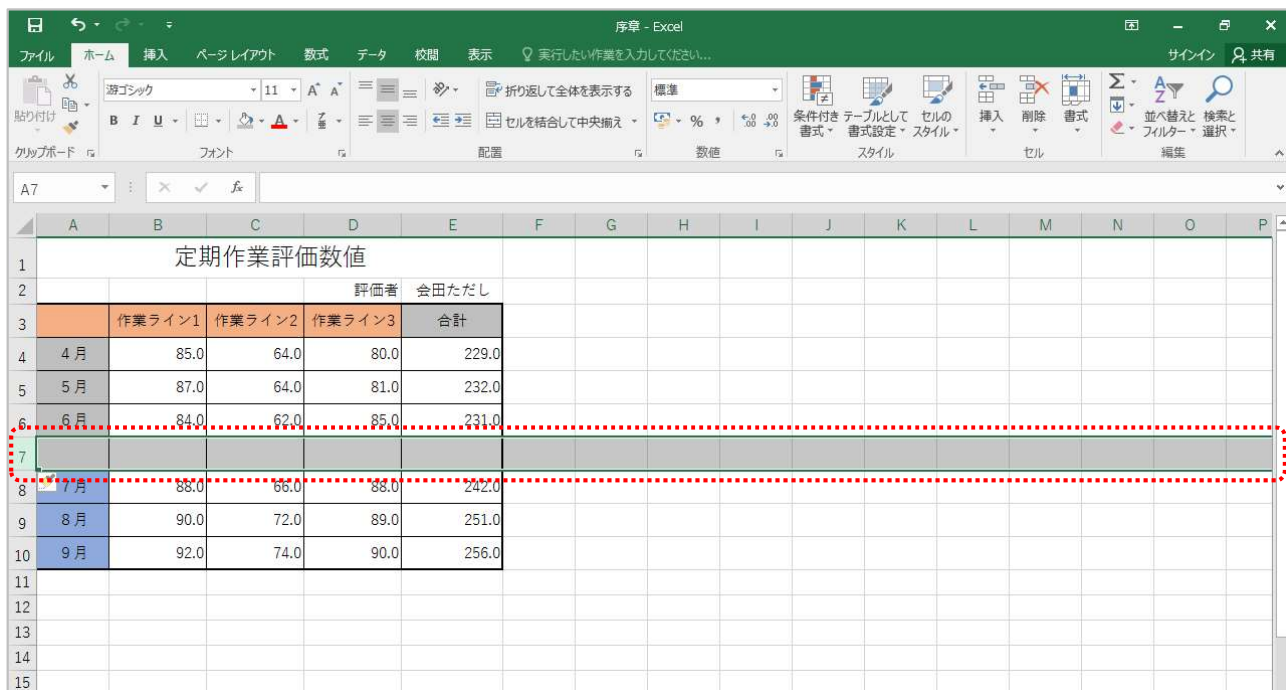 序章 - Excel
ファイル ホーム 挿入 ページ レイアウト 数式 データ 校閲 表示 実行したい作業を入力してください... サインイン 共有
游ゴシック 11 A A 折り返して全体を表示する 標準
貼り付け B I U A セルを結合して中央揃え % , 条件付き書式 テーブルとして書式設定 セルのスタイル 挿入 削除 書式 Σ 並べ替えと フィルター 検索と選択
クリップボード フォント 配置 数値 スタイル セル 編集
A7 fx
A B C D E F G H I J K L M N O P
1 定期作業評価数値
2 評価者 会田ただし
3 作業ライン1 作業ライン2 作業ライン3 合計
4 4月 85.0 64.0 80.0 229.0
5 5月 87.0 64.0 81.0 232.0
6 6月 84.0 62.0 85.0 231.0
7
8 7月 88.0 66.0 88.0 242.0
9 8月 90.0 72.0 89.0 251.0
10 9月 92.0 74.0 90.0 256.0
11
12
13
14
15